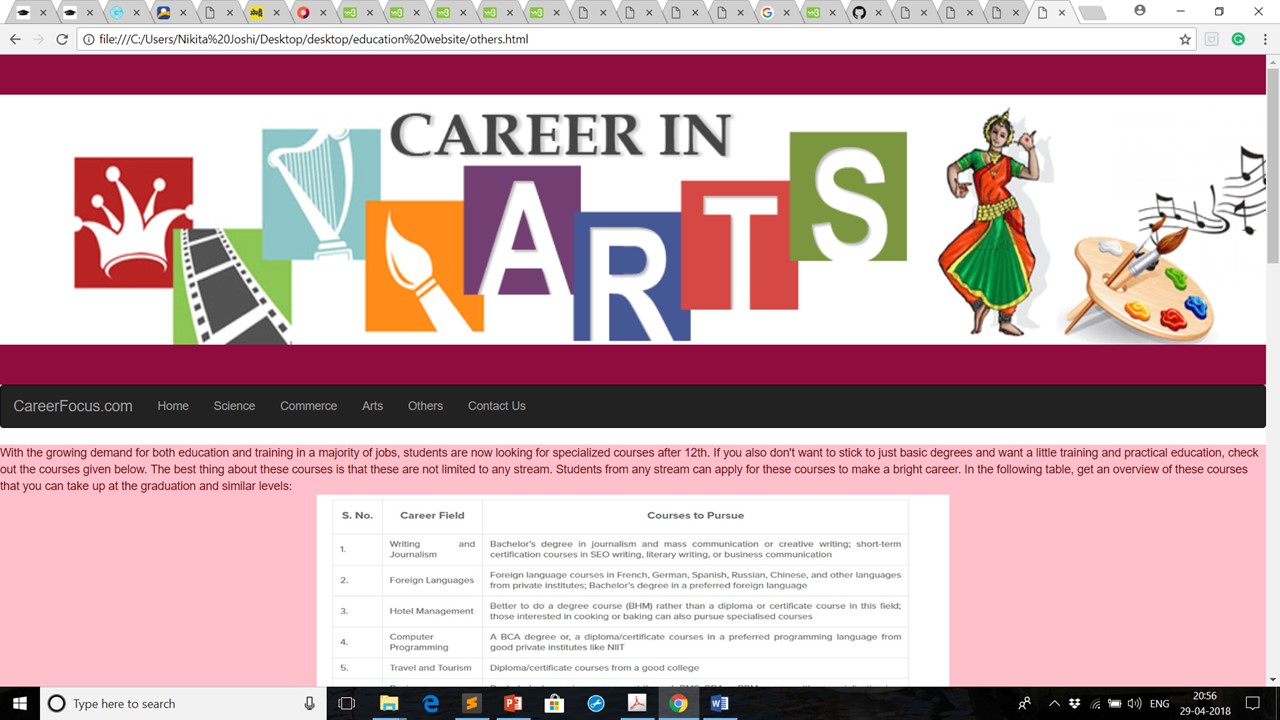 file:///C:/Users/Nikita%20Joshi/Desktop/desktop/education%20website/others.html
CAREER IN
ARTS
CareerFocus.com Home Science Commerce Arts Others Contact Us
With the growing demand for both education and training in a majority of jobs, students are now looking for specialized courses after 12th. If you also don't want to stick to just basic degrees and want a little training and practical education, check
out the courses given below. The best thing about these courses is that these are not limited to any stream. Students from any stream can apply for these courses to make a bright career. In the following table, get an overview of these courses
that you can take up at the graduation and similar levels:
S. No. Career Field Courses to Pursue
1. Writing and Journalism Bachelor's degree in journalism and mass communication or creative writing; short-term
certification courses in SEO writing, literary writing, or business communication
2. Foreign Languages Foreign language courses in French, German, Spanish, Russian, Chinese, and other languages
from private institutes; Bachelor's degree in a preferred foreign language
3. Hotel Management Better to do a degree course (BHM) rather than a diploma or certificate course in this field;
those interested in cooking or baking can also pursue specialised courses
4. Computer Programming A BCA degree or, a diploma/certificate courses in a preferred programming language from
good private institutes like NIIT
5. Travel and Tourism Diploma/certificate courses from a good college
Type here to search
ENG
20:56
29-04-2018